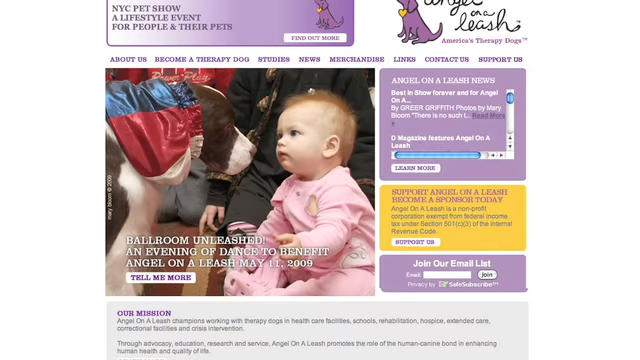 NYC PET SHOW
A LIFESTYLE EVENT
FOR PEOPLE & THEIR PETS
FIND OUT MORE
angel on a leash
America's Therapy Dogs™
ABOUT US BECOME A THERAPY DOG STUDIES NEWS MERCHANDISE LINKS CONTACT US SUPPORT US
Power Play
mary bloom © 2009
BALLROOM UNLEASHED!
AN EVENING OF DANCE TO BENEFIT
ANGEL ON A LEASH MAY 11, 2009
TELL ME MORE
ANGEL ON A LEASH NEWS
Best In Show forever and for Angel
On A...
By GREER GRIFFITH Photos by Mary
Bloom "There is no such t.. Read More
»
D Magazine features Angel On A
Leash
LEARN MORE
SUPPORT ANGEL ON A LEASH
BECOME A SPONSOR TODAY
Angel On A Leash is a non-profit
corporation exempt from federal income
tax under Section 501(c)(3) of the Internal
Revenue Code.
SUPPORT US
Join Our Email List
Email: Join
Privacy by SafeSubscribe℠
OUR MISSION
Angel On A Leash champions working with therapy dogs in health care facilities, schools, rehabilitation, hospice, extended care,
correctional facilities and crisis intervention.
Through advocacy, education, research and service, Angel On A Leash promotes the role of the human-canine bond in enhancing
human health and quality of life.